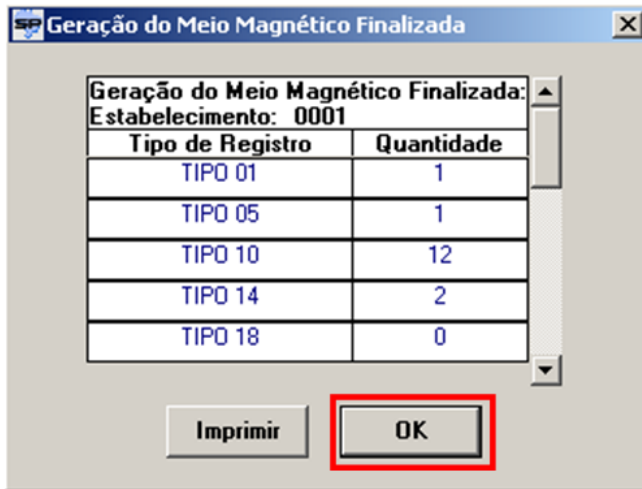 SP Geração do Meio Magnético Finalizada
Geração do Meio Magnético Finalizada:
Estabelecimento: 0001
Tipo de Registro Quantidade
TIPO 01 1
TIPO 05 1
TIPO 10 12
TIPO 14 2
TIPO 18 0
Imprimir OK